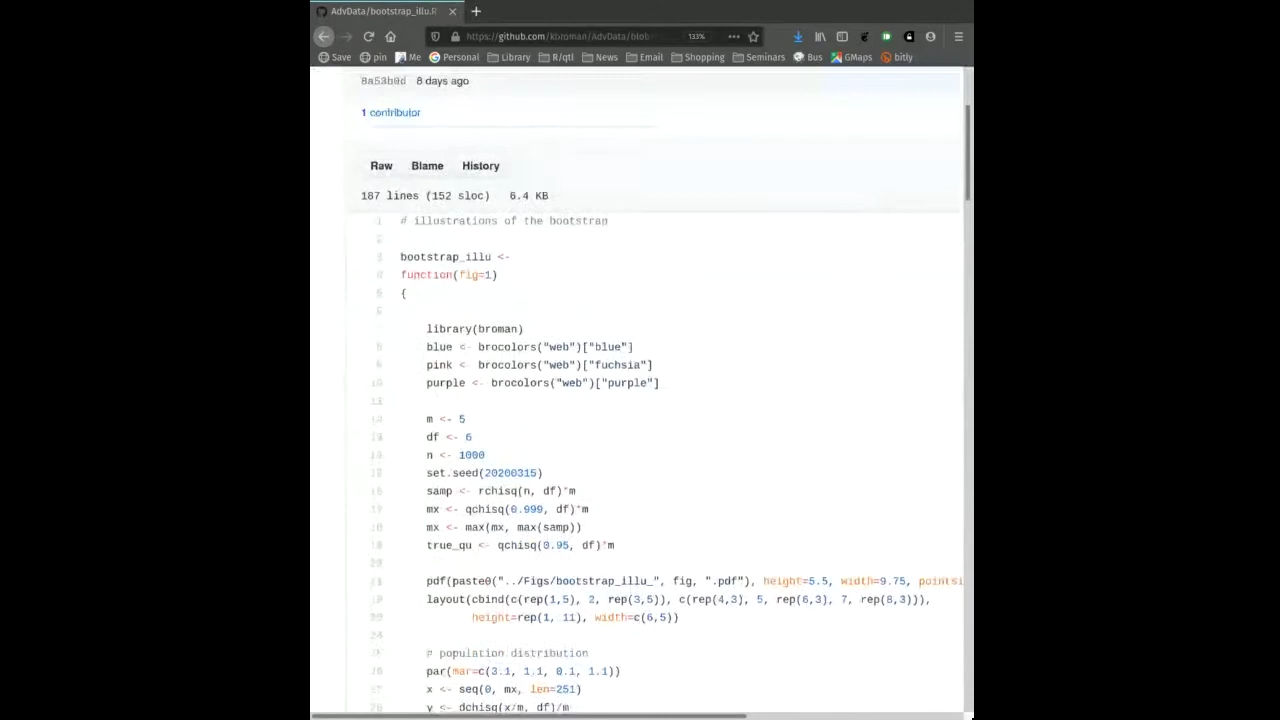 AdvData/bootstrap_illu.R
https://github.com/kbroman/AdvData/blob 133%
Save pin Me Personal Library R/qtl News Email Shopping Seminars Bus GMaps bitly
8a53b0d 8 days ago
1 contributor
Raw Blame History
187 lines (152 sloc) 6.4 KB
# illustrations of the bootstrap
bootstrap_illu <-
function(fig=1)
{
library(broman)
blue <- brocolors("web")["blue"]
pink <- brocolors("web")["fuchsia"]
purple <- brocolors("web")["purple"]
m <- 5
df <- 6
n <- 1000
set.seed(20200315)
samp <- rchisq(n, df)*m
mx <- qchisq(0.999, df)*m
mx <- max(mx, max(samp))
true_qu <- qchisq(0.95, df)*m
pdf(paste0("../Figs/bootstrap_illu_", fig, ".pdf"), height=5.5, width=9.75, pointsi
layout(cbind(c(rep(1,5), 2, rep(3,5)), c(rep(4,3), 5, rep(6,3), 7, rep(8,3))),
height=rep(1, 11), width=c(6,5))
# population distribution
par(mar=c(3.1, 1.1, 0.1, 1.1))
x <- seq(0, mx, len=251)
y <- dchisq(x/m, df)/m